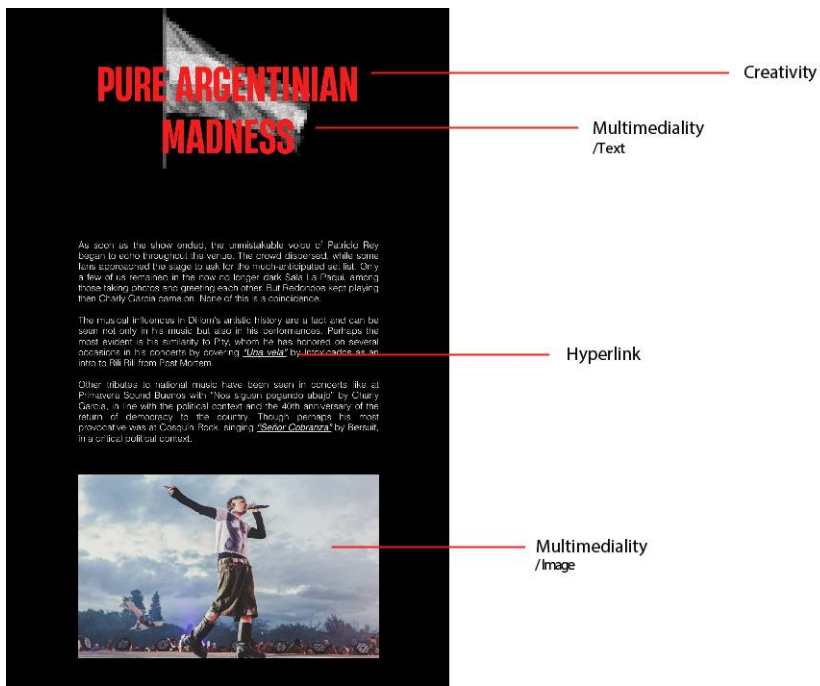 PURE ARGENTINIAN
MADNESS
Creativity
Multimediality
/Text
As soon as the show ended, the unmistakable voice of Patricio Rey
began to echo throughout the venue. The crowd dispersed, while some
fans approached the stage to ask for the much-anticipated set list. Only
a few of us remained in the now no longer dark Sala La Paqui, among
those taking photos and greeting each other. But Redondos kept playing
then Charly Garcia came on. None of this is a coincidence.
The musical influences in Dillom's artistic history are a fact and can be
seen not only in his music but also in his performances. Perhaps the
most evident is his similarity to Pity, whom he has honored on several
occasions in his concerts by covering "Una vela" by Intoxicados as an
intro to Rili Rili from Post Mortem.
Hyperlink
Other tributes to national music have been seen in concerts like at
Primavera Sound Buenos with "Nos siguen pegando abajo" by Charly
Garcia, in line with the political context and the 40th anniversary of the
return of democracy to the country. Though perhaps his most
provocative was at Cosquín Rock, singing "Señor Cobranza" by Bersuit,
in a critical political context.
Multimediality
/Image